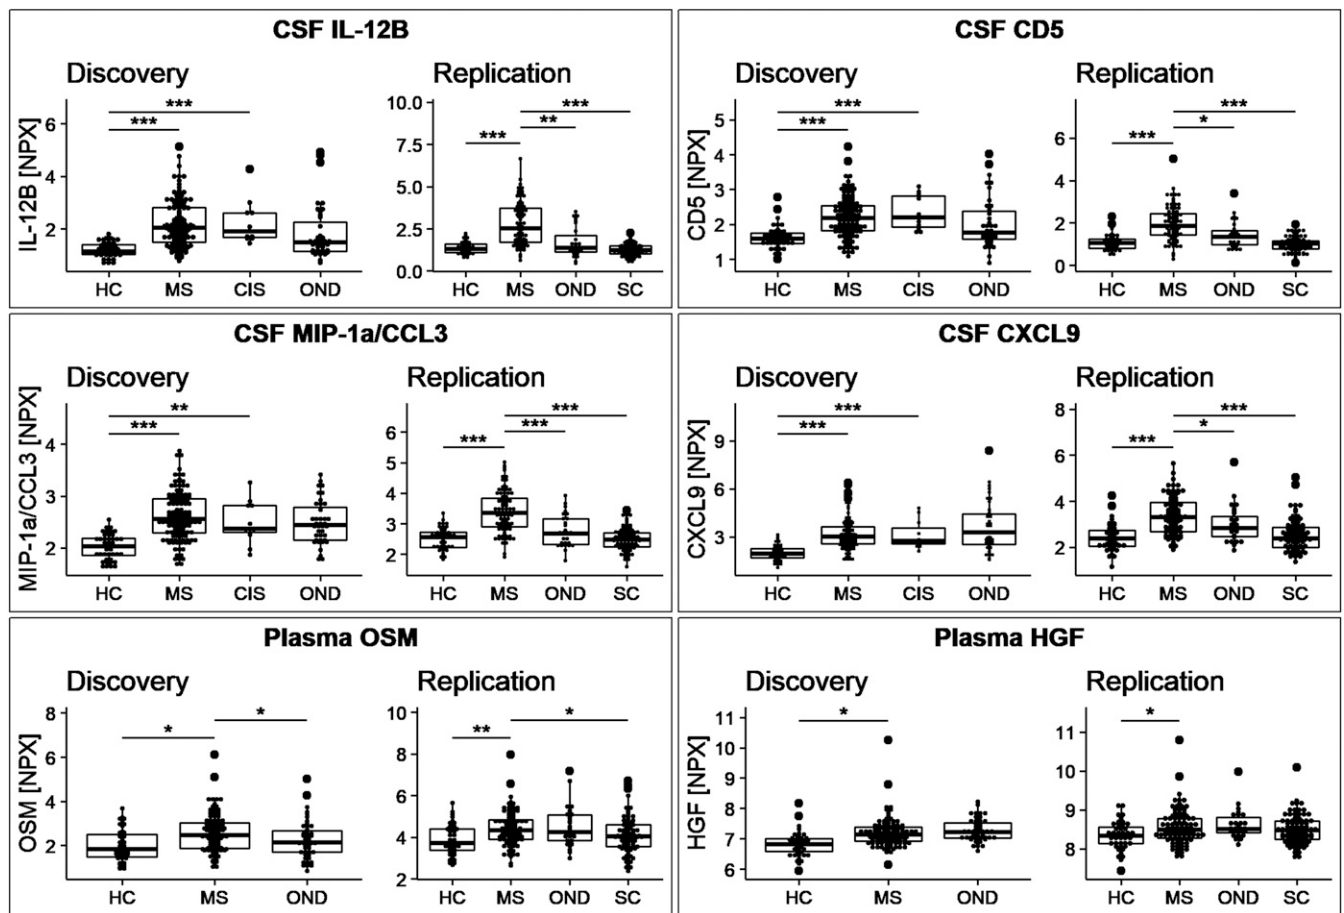 CSF IL-12B
Discovery
Replication
IL-12B [NPX]
6
4
2
***
***
HC MS CIS OND
10.0
7.5
5.0
2.5
0.0
***
**
***
HC MS OND SC
CSF CD5
Discovery
Replication
CD5 [NPX]
5
4
3
2
1
***
***
HC MS CIS OND
6
4
2
0
***
*
***
HC MS OND SC
CSF MIP-1a/CCL3
Discovery
Replication
MIP-1a/CCL3 [NPX]
4
3
2
**
***
HC MS CIS OND
6
5
4
3
2
***
***
***
HC MS OND SC
CSF CXCL9
Discovery
Replication
CXCL9 [NPX]
9
6
3
***
***
HC MS CIS OND
8
6
4
2
***
*
***
HC MS OND SC
Plasma OSM
Discovery
Replication
OSM [NPX]
8
6
4
2
*
*
HC MS OND
10
8
6
4
2
**
*
HC MS OND SC
Plasma HGF
Discovery
Replication
HGF [NPX]
11
10
9
8
7
6
*
HC MS OND
11
10
9
8
*
HC MS OND SC